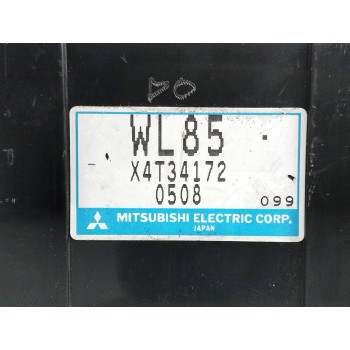 WL85
X4T34172
0508 099
MITSUBISHI ELECTRIC CORP.
JAPAN